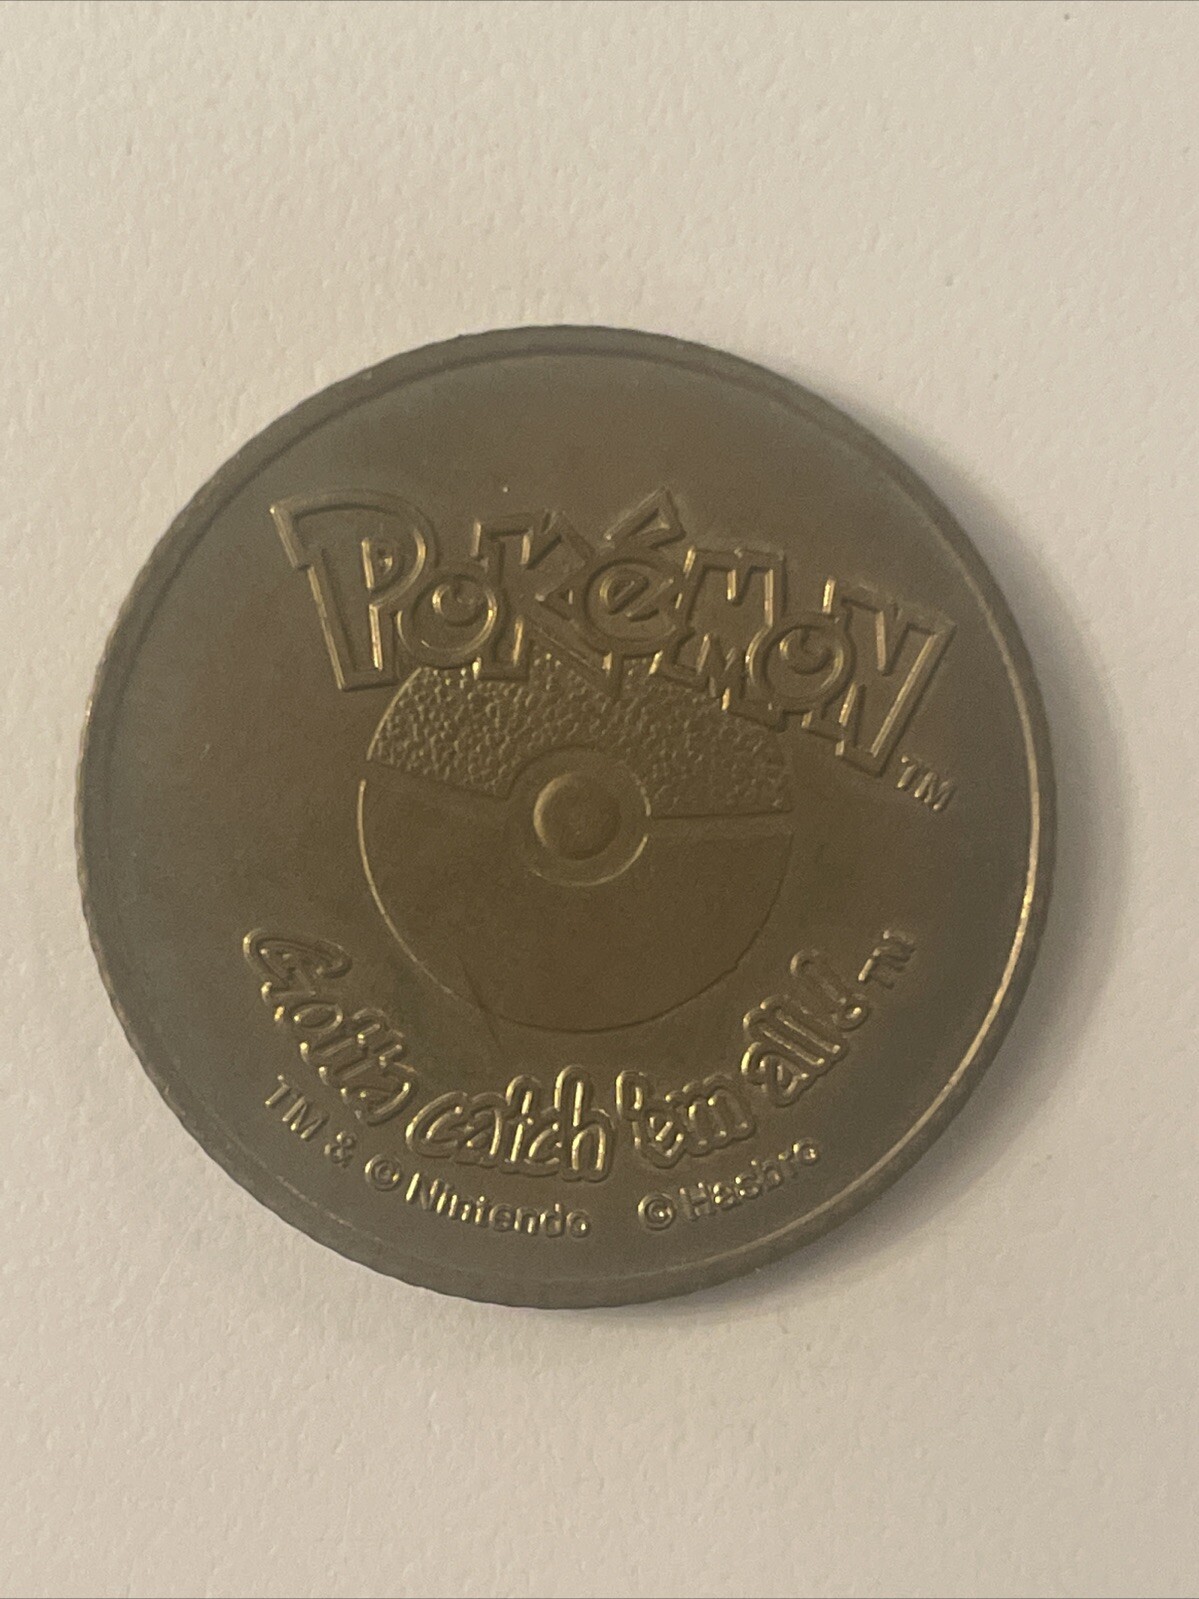 POKéMON TM
Gotta catch 'em all! TM
TM & © Nintendo © Hasbro